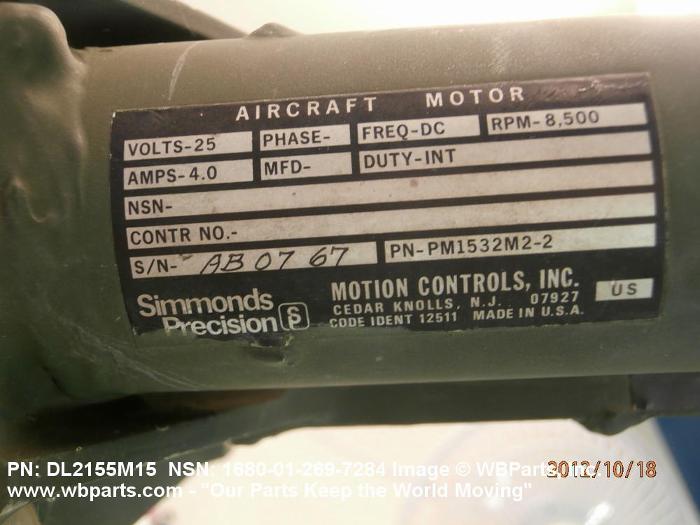 AIRCRAFT MOTOR
VOLTS-25 PHASE- FREQ-DC RPM-8,500
AMPS-4.0 MFD- DUTY-INT
NSN-
CONTR NO.-
S/N- AB0767 PN-PM1532M2-2
Simmonds Precision
MOTION CONTROLS, INC. US
CEDAR KNOLLS, N.J. 07927
CODE IDENT 12511 MADE IN U.S.A.
PN: DL2155M15 NSN: 1680-01-269-7284 Image © WBParts, Inc
2012/10/18
www.wbparts.com - "Our Parts Keep the World Moving"